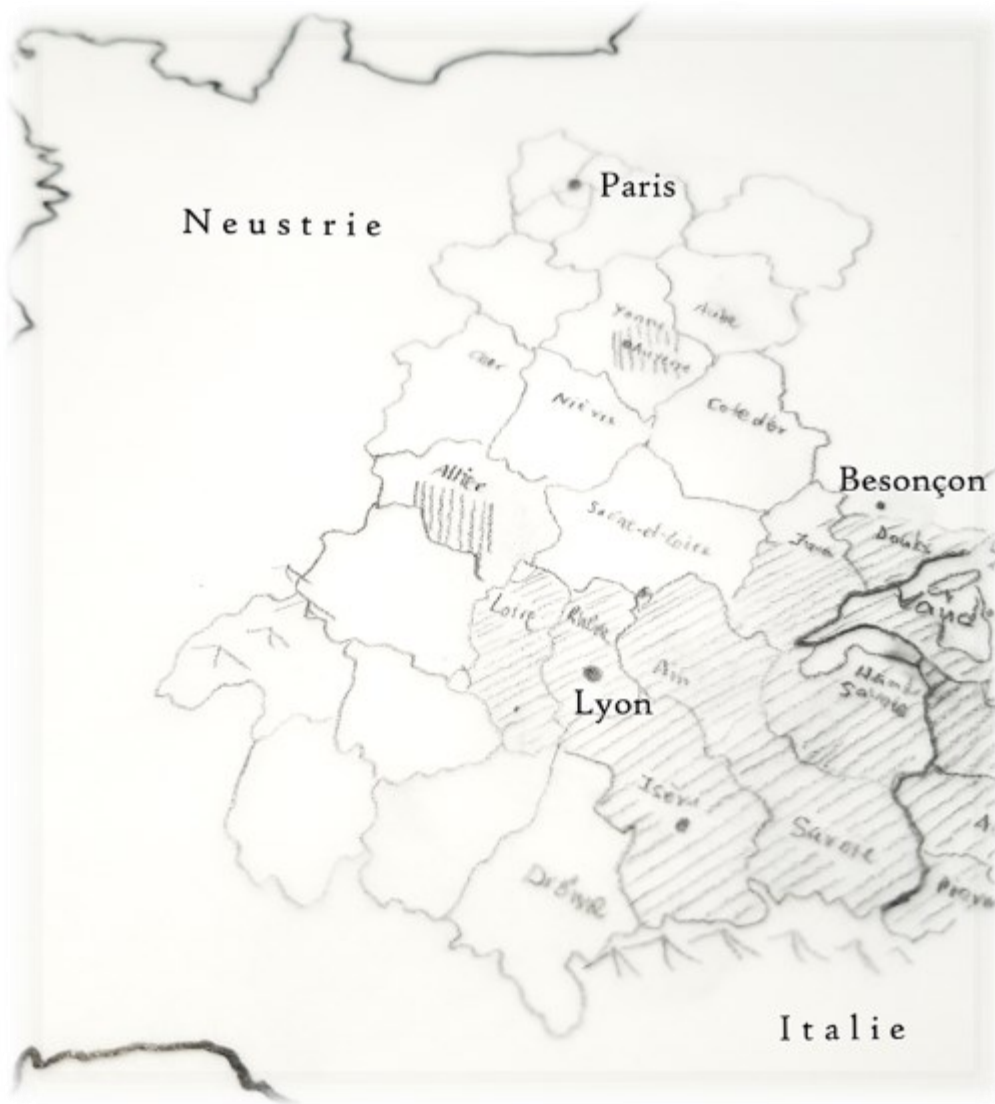 Paris
Neustrie
Yonne
Aube
Auxerre
Cher
Nièvre
Cote d'or
Allier
Besonçon
Saône-et-Loire
Jura
Doubs
Vaud
Loire
Rhône
Ain
Haute
Savoie
Lyon
Isère
Savoie
Drôme
Italie